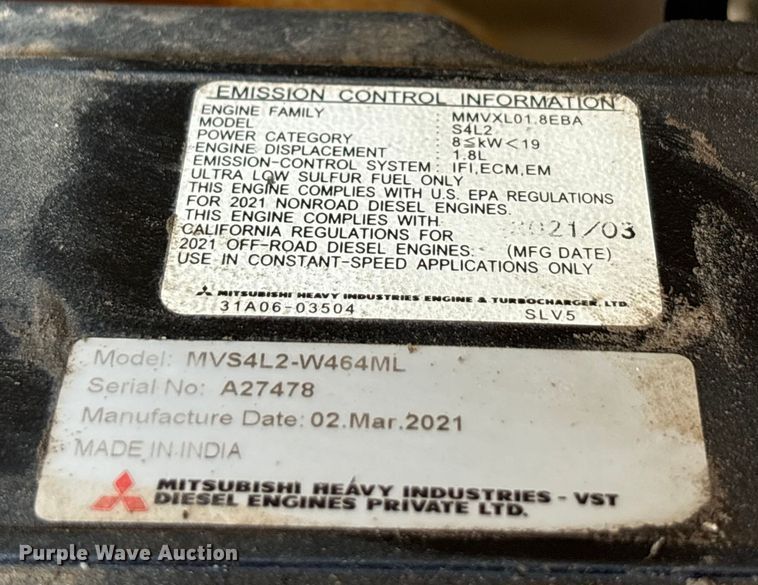 EMISSION CONTROL INFORMATION
ENGINE FAMILY : MMVXL01.8EBA
MODEL : S4L2
POWER CATEGORY : 8≦kW<19
ENGINE DISPLACEMENT : 1.8L
EMISSION-CONTROL SYSTEM : IFI,ECM,EM
ULTRA LOW SULFUR FUEL ONLY
THIS ENGINE COMPLIES WITH U.S. EPA REGULATIONS
FOR 2021 NONROAD DIESEL ENGINES.
THIS ENGINE COMPLIES WITH
CALIFORNIA REGULATIONS FOR 2021/03
2021 OFF-ROAD DIESEL ENGINES. (MFG DATE)
USE IN CONSTANT-SPEED APPLICATIONS ONLY
MITSUBISHI HEAVY INDUSTRIES ENGINE & TURBOCHARGER, LTD.
31A06-03504 SLV5
Model: MVS4L2-W464ML
Serial No: A27478
Manufacture Date: 02.Mar.2021
MADE IN INDIA
MITSUBISHI HEAVY INDUSTRIES - VST
DIESEL ENGINES PRIVATE LTD.
Purple Wave Auction